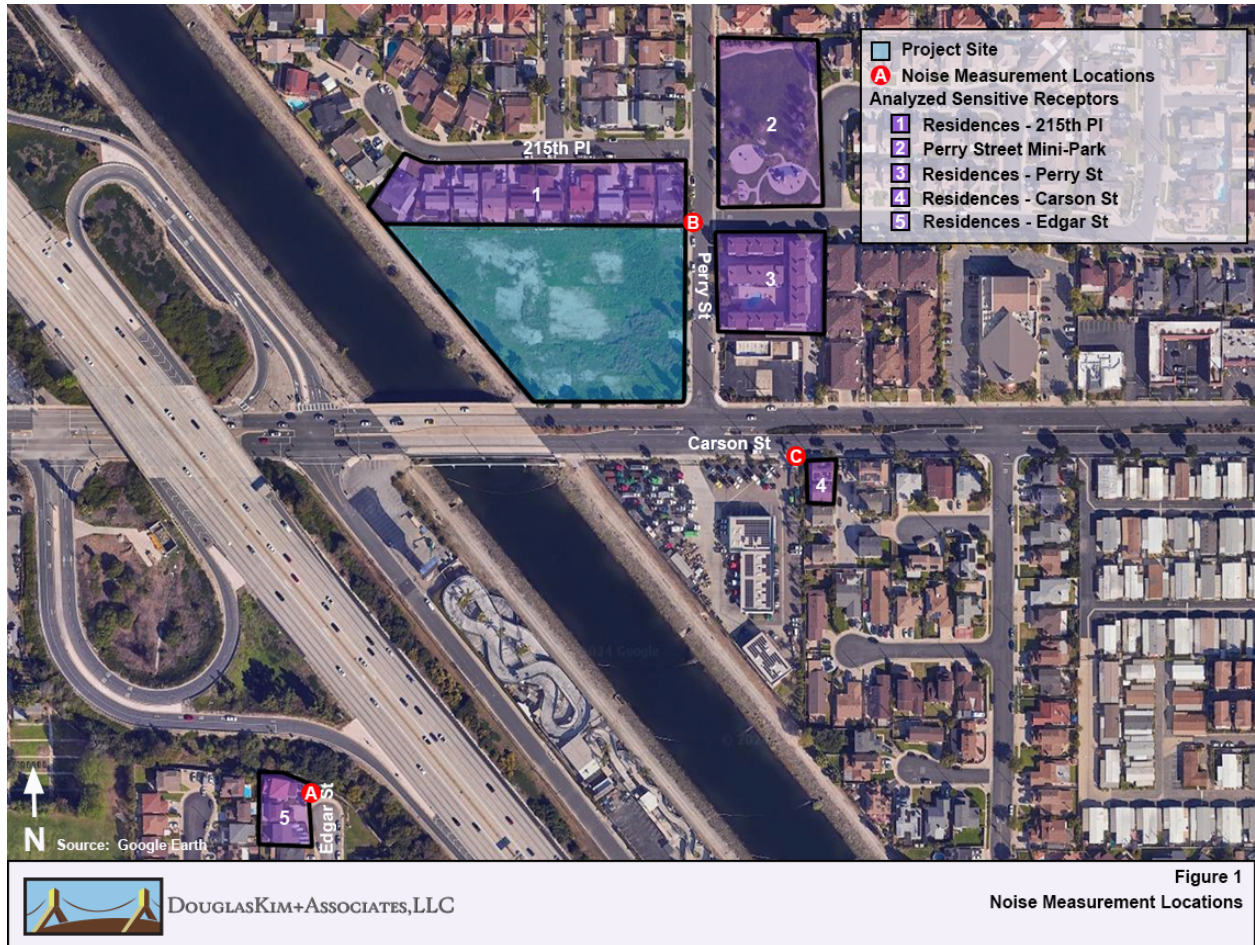 Project Site
A Noise Measurement Locations
Analyzed Sensitive Receptors
1 Residences - 215th Pl
2 Perry Street Mini-Park
3 Residences - Perry St
4 Residences - Carson St
5 Residences - Edgar St
2
215th Pl
1
B
Perry St
3
Carson St
C
4
A
5
Edgar St
N Source: Google Earth
DOUGLASKIM+ASSOCIATES,LLC
Figure 1
Noise Measurement Locations